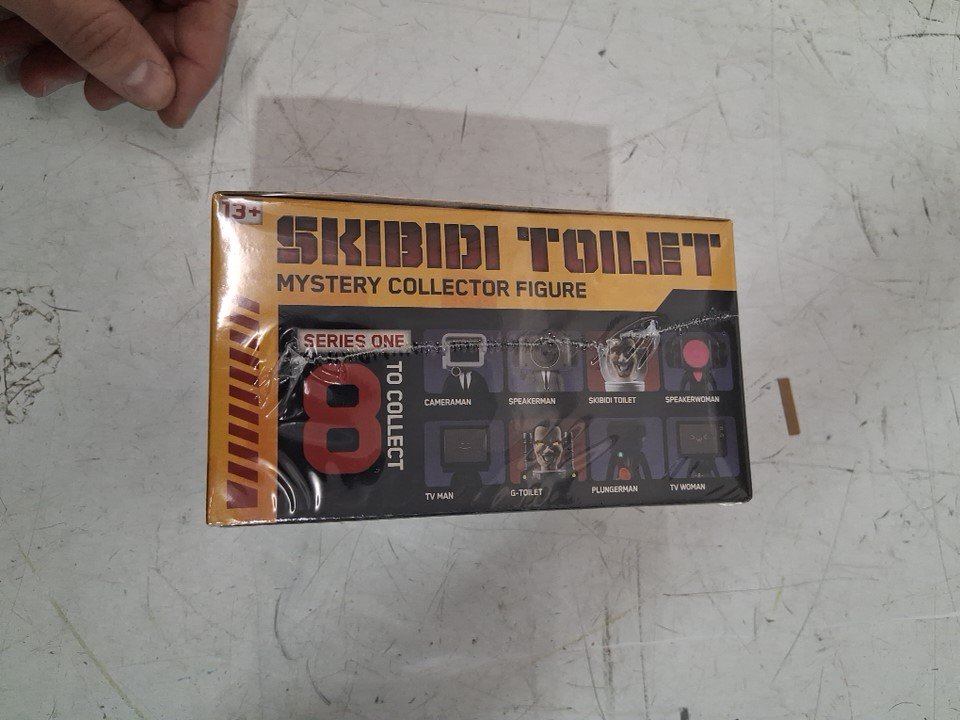 13+
SKIBIDI TOILET
MYSTERY COLLECTOR FIGURE
SERIES ONE
8
TO COLLECT
CAMERAMAN
SPEAKERMAN
SKIBIDI TOILET
SPEAKERWOMAN
TV MAN
G-TOILET
PLUNGERMAN
TV WOMAN